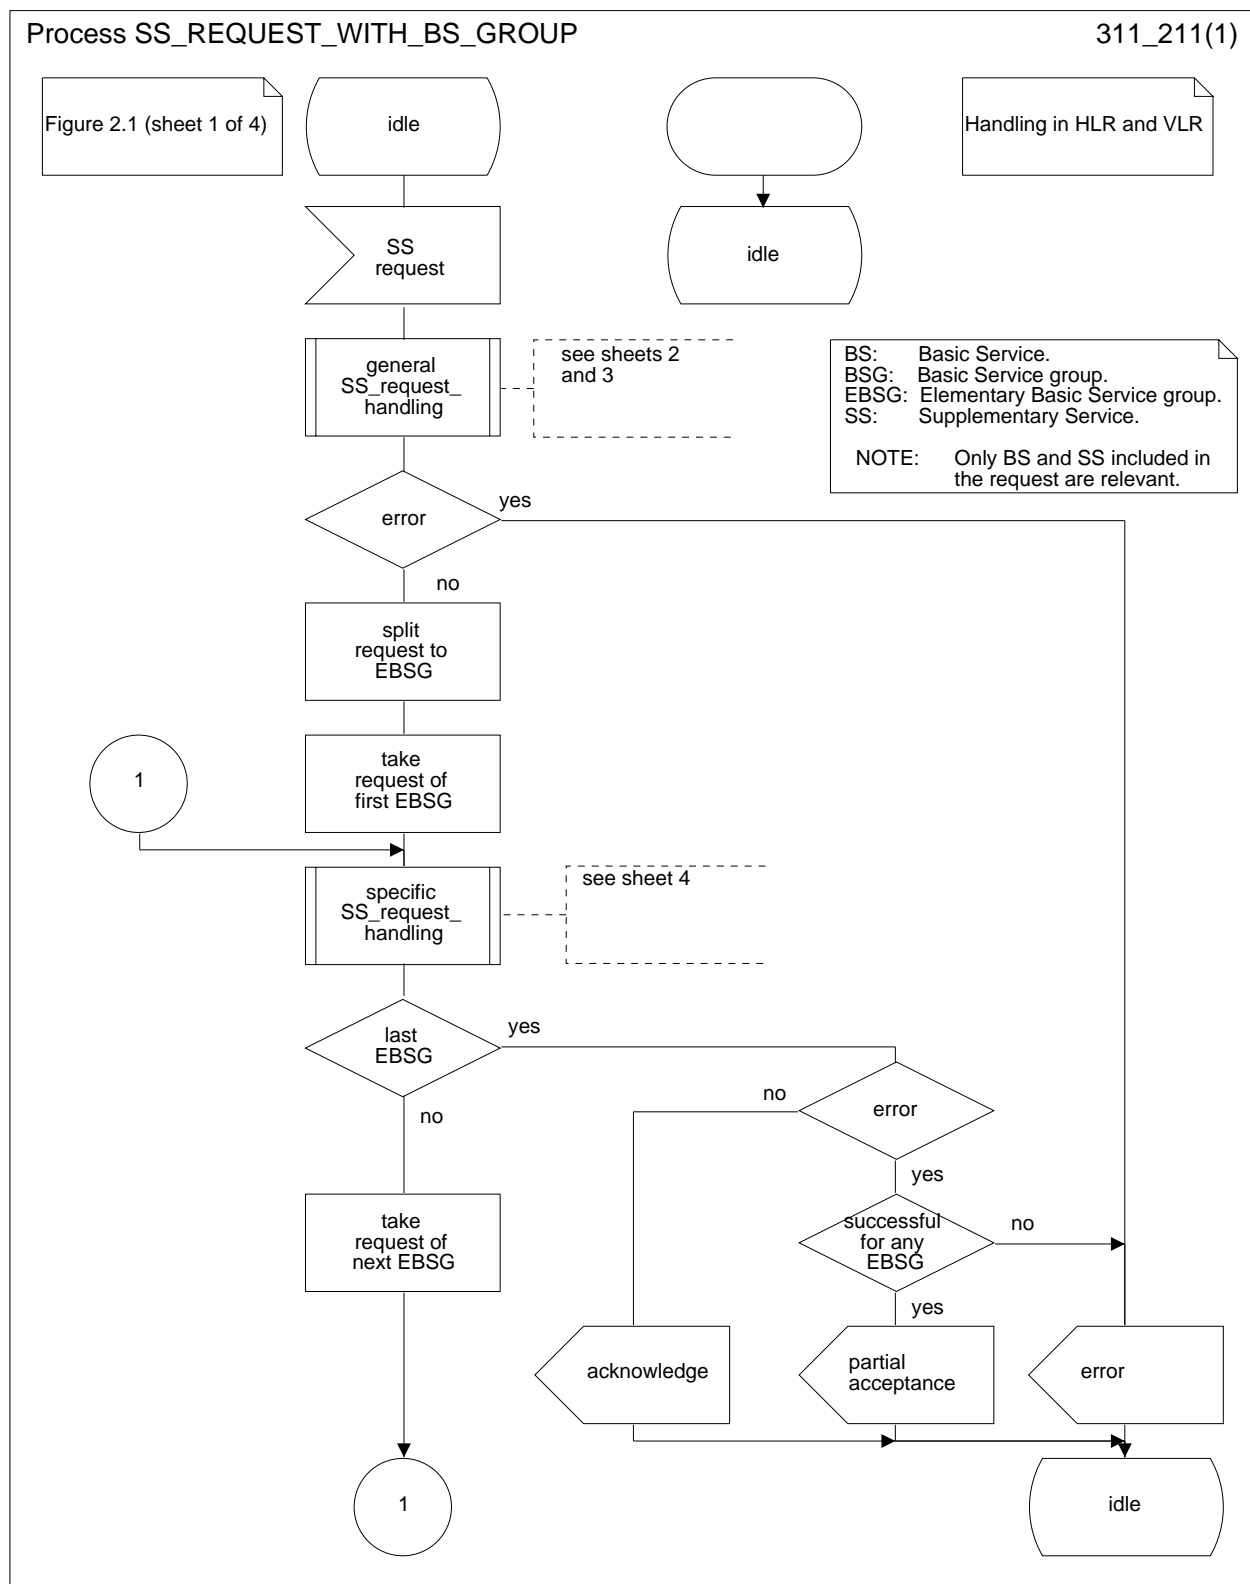 Process SS_REQUEST_WITH_BS_GROUP
311_211(1)
Figure 2.1 (sheet 1 of 4)
idle
Handling in HLR and VLR
SS
request
idle
general
SS_request_
handling
see sheets 2
and 3
BS: Basic Service.
BSG: Basic Service group.
EBSG: Elementary Basic Service group.
SS: Supplementary Service.
NOTE: Only BS and SS included in
the request are relevant.
error
yes
no
split
request to
EBSG
take
request of
first EBSG
1
specific
SS_request_
handling
see sheet 4
last
EBSG
yes
no
error
no
yes
take
request of
next EBSG
successful
for any
EBSG
no
yes
acknowledge
partial
acceptance
error
1
idle